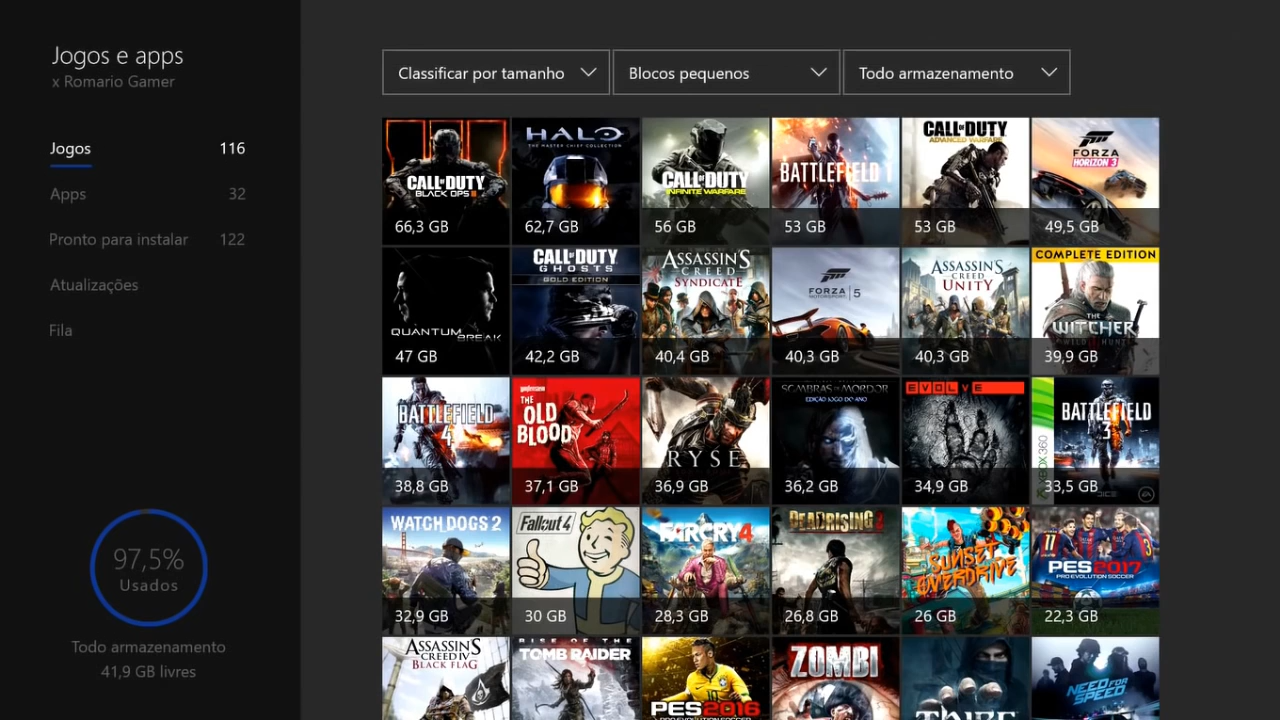 Jogos e apps
x Romario Gamer
Jogos 116
Apps 32
Pronto para instalar 122
Atualizações
Fila
97,5%
Usados
Todo armazenamento
41,9 GB livres
Classificar por tamanho
Blocos pequenos
Todo armazenamento
CALL OF DUTY
BLACK OPS III
66,3 GB
HALO
THE MASTER CHIEF COLLECTION
62,7 GB
CALL OF DUTY
INFINITE WARFARE
56 GB
BATTLEFIELD 1
53 GB
CALL OF DUTY
ADVANCED WARFARE
53 GB
FORZA
HORIZON 3
49,5 GB
QUANTUM BREAK
47 GB
CALL OF DUTY
GHOSTS
GOLD EDITION
42,2 GB
ASSASSIN'S
CREED
SYNDICATE
40,4 GB
FORZA
MOTORSPORT 5
40,3 GB
ASSASSIN'S
CREED
UNITY
40,3 GB
COMPLETE EDITION
THE
WITCHER
WILD HUNT
39,9 GB
BATTLEFIELD
4
38,8 GB
Wolfenstein
THE
OLD
BLOOD
37,1 GB
RYSE
36,9 GB
SOMBRAS DE MORDOR
EDIÇÃO JOGO DO ANO
36,2 GB
EVOLVE
34,9 GB
XBOX 360
BATTLEFIELD
3
DICE EA
33,5 GB
WATCH DOGS 2
32,9 GB
Fallout 4
30 GB
FARCRY 4
28,3 GB
DEADRISING 3
26,8 GB
SUNSET
OVERDRIVE
26 GB
PES 2017
PRO EVOLUTION SOCCER
22,3 GB
ASSASSIN'S
CREED IV
BLACK FLAG
RISE OF THE
TOMB RAIDER
PES 2016
PRO EVOLUTION SOCCER
ZOMBI
NEED FOR
SPEED